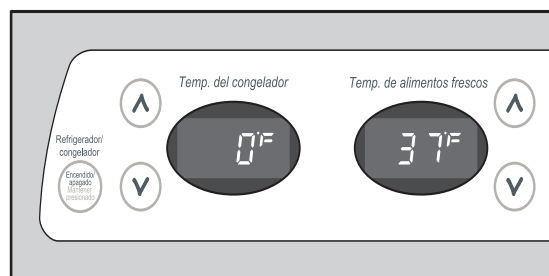 Temp. del congelador
Temp. de alimentos frescos
0°F
37°F
Refrigerador/
congelador
Encendido/
apagado
Mantener
presionado